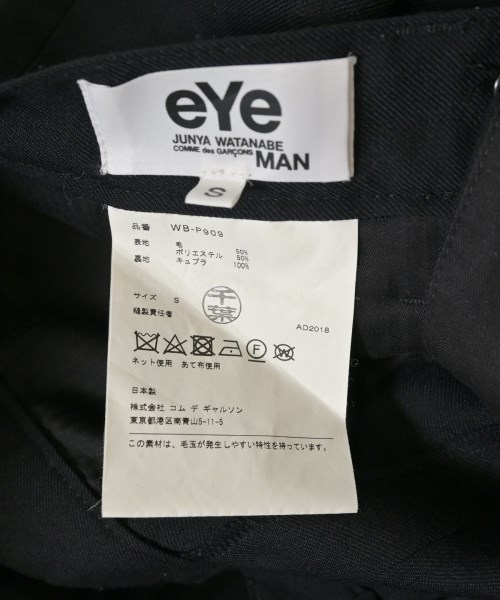 eYe
JUNYA WATANABE
COMME des GARÇONS MAN
S
品番 WB-P909
表地 毛 50%
ポリエステル 50%
裏地 キュプラ 100%
サイズ S
縫製責任者 千葉
AD2018
F W
ネット使用 あて布使用
日本製
株式会社 コム デ ギャルソン
東京都港区南青山5-11-5
この素材は、毛玉が発生しやすい特性を持っています。